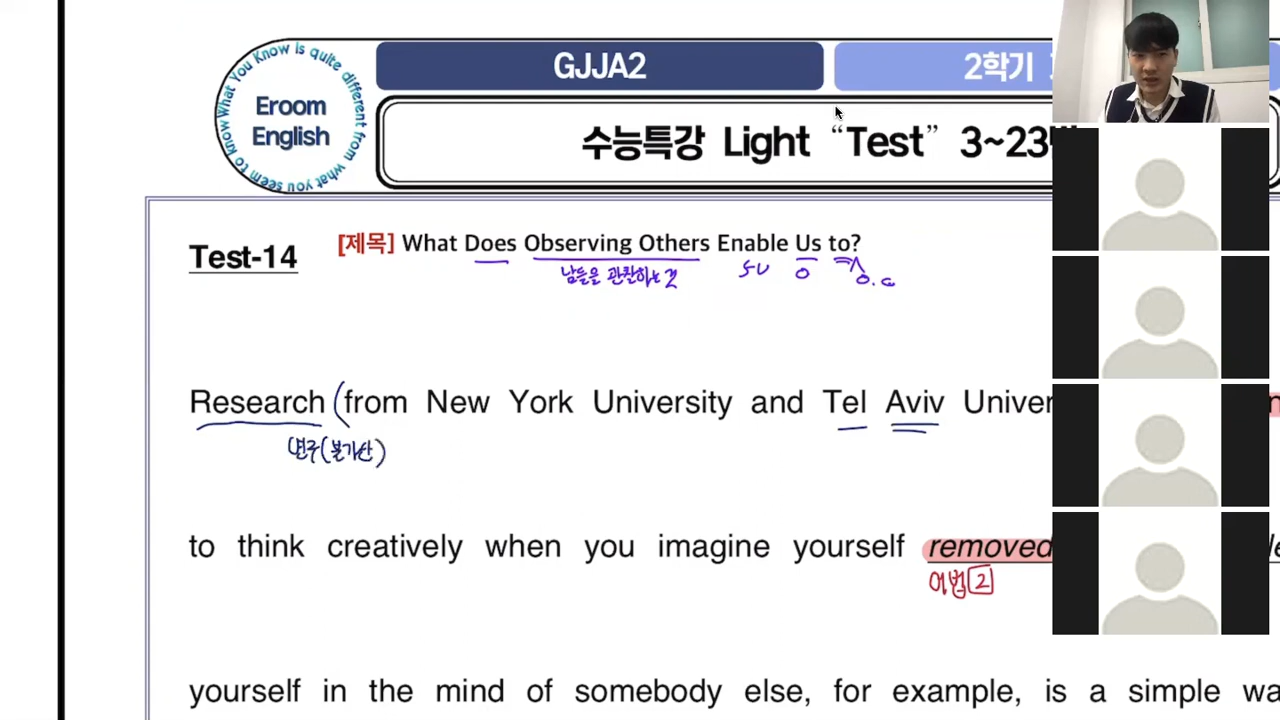 What You Know is quite different from what you seem to know
Eroom
English
GJJA2
2학기
수능특강 Light “Test” 3~23번
Test-14
[제목] What Does Observing Others Enable Us to?
남들을 관찰하는 것
5V O O.C
Research (from New York University and Tel Aviv
연구(불가산)
to think creatively when you imagine yourself removed
어법 2
yourself in the mind of somebody else, for example, is a simple